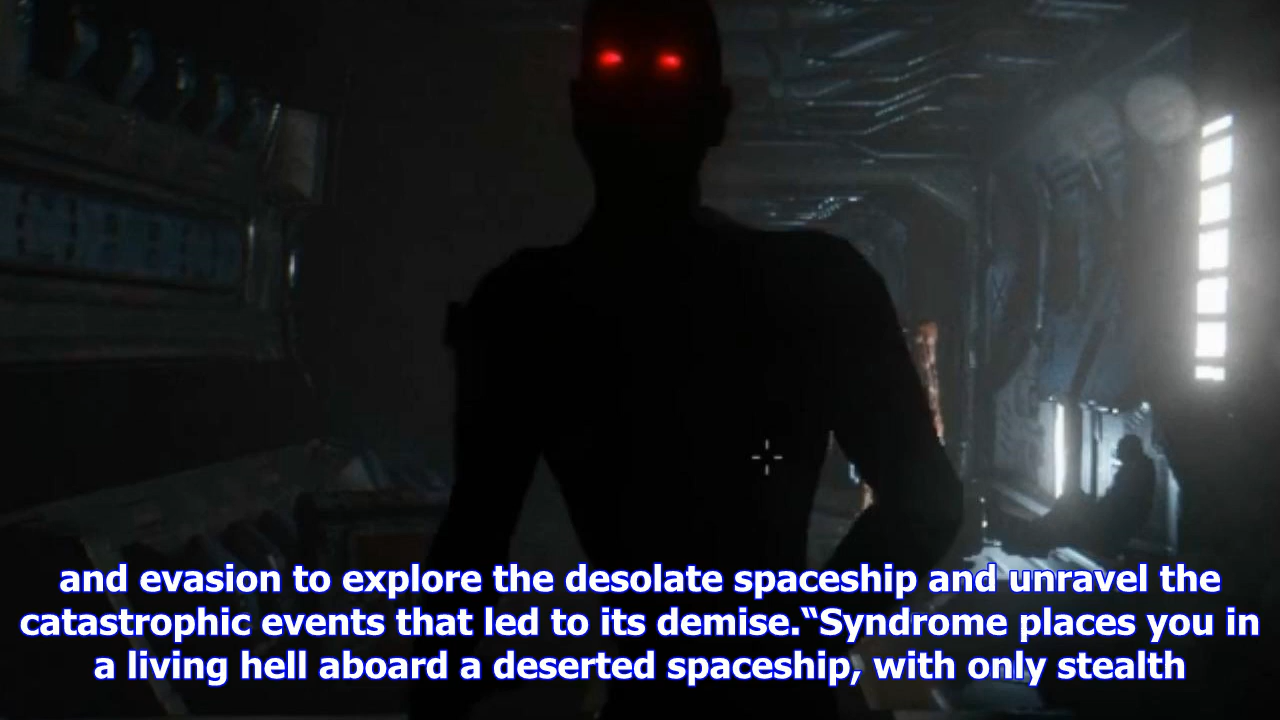 and evasion to explore the desolate spaceship and unravel the
catastrophic events that led to its demise.“Syndrome places you in
a living hell aboard a deserted spaceship, with only stealth